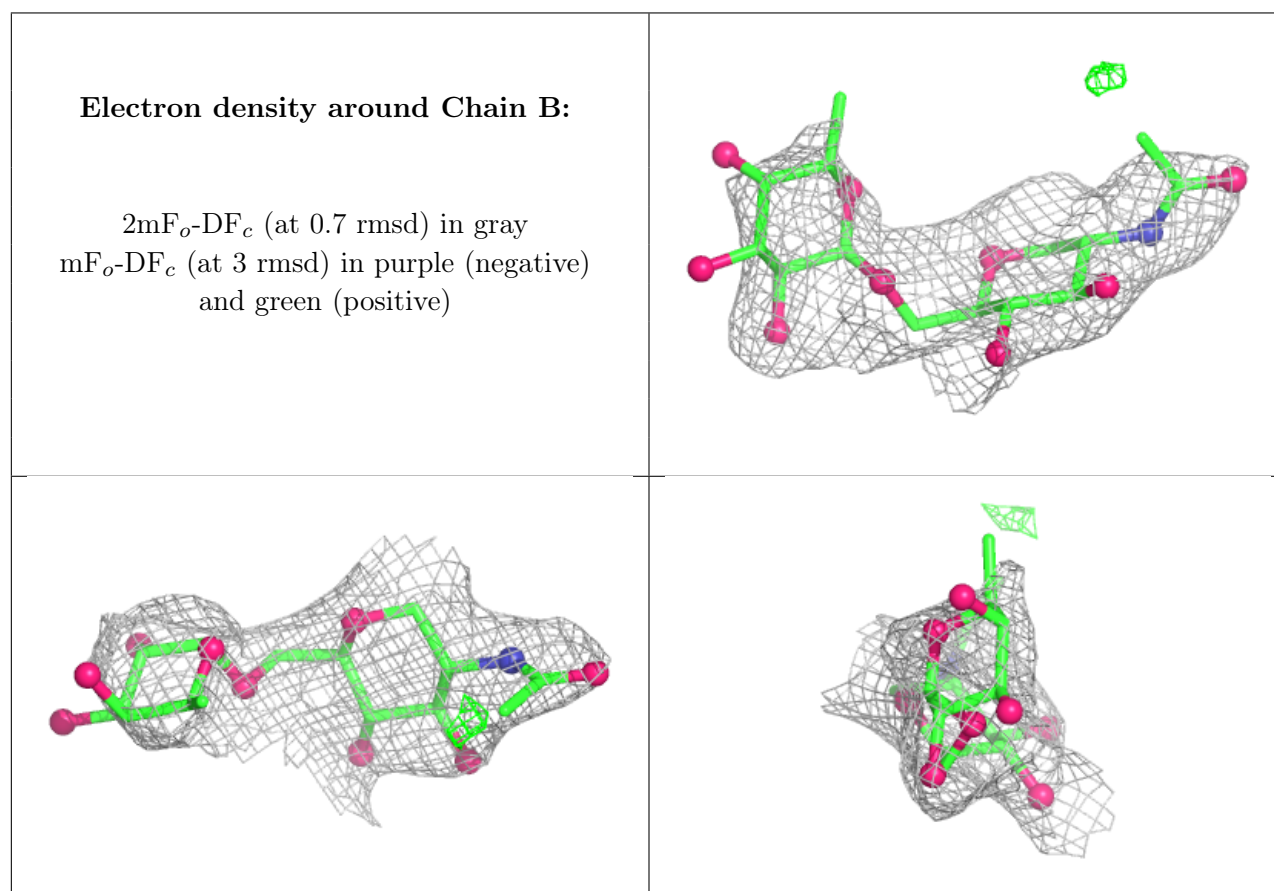 Electron density around Chain B:
2mFo-DFc (at 0.7 rmsd) in gray
mFo-DFc (at 3 rmsd) in purple (negative)
and green (positive)